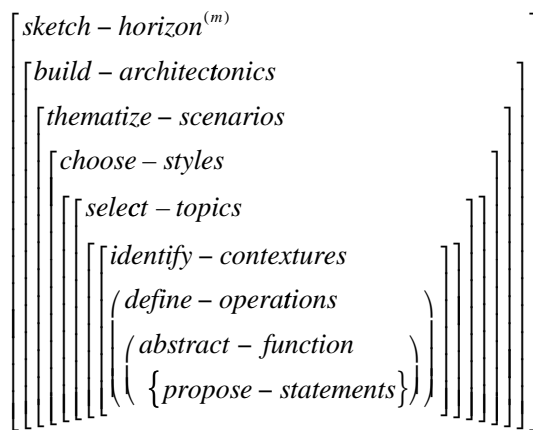 sketch – horizon^(m)
build – architectonics
thematize – scenarios
choose – styles
select – topics
identify – contextures
define – operations
abstract – function
{propose – statements}